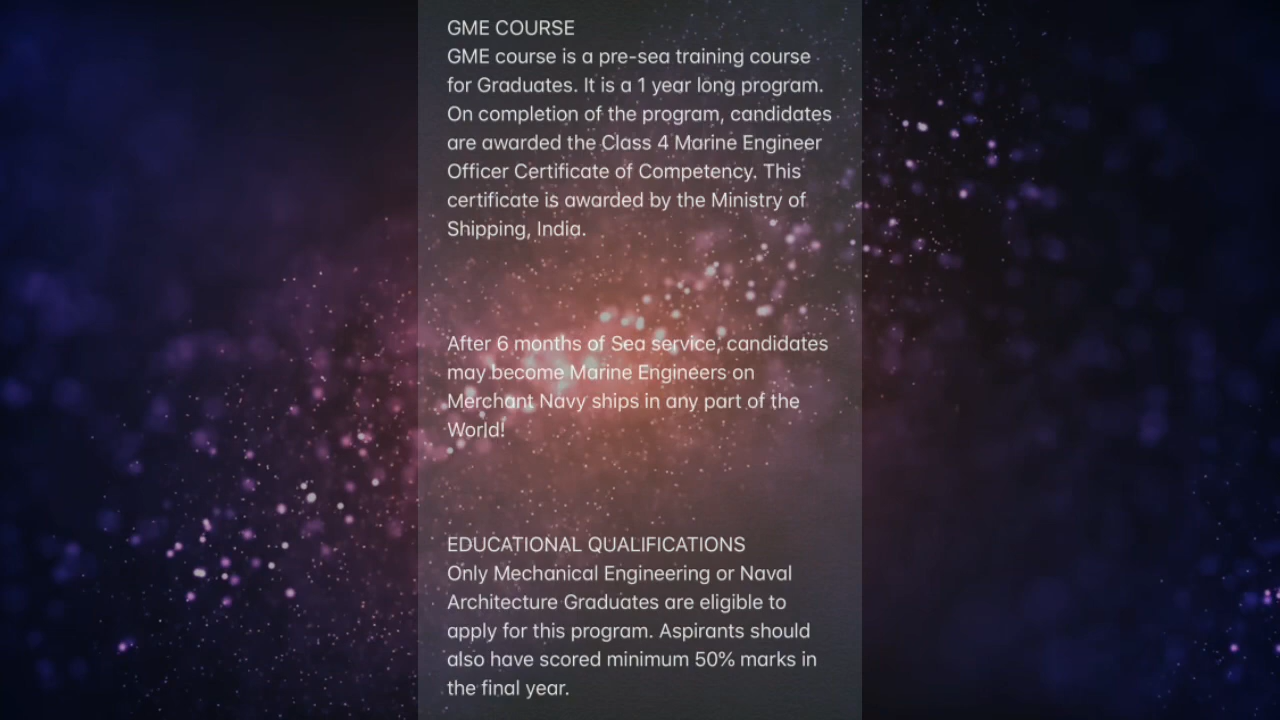 GME COURSE
GME course is a pre-sea training course
for Graduates. It is a 1 year long program.
On completion of the program, candidates
are awarded the Class 4 Marine Engineer
Officer Certificate of Competency. This
certificate is awarded by the Ministry of
Shipping, India.
After 6 months of Sea service, candidates
may become Marine Engineers on
Merchant Navy ships in any part of the
World!
EDUCATIONAL QUALIFICATIONS
Only Mechanical Engineering or Naval
Architecture Graduates are eligible to
apply for this program. Aspirants should
also have scored minimum 50% marks in
the final year.